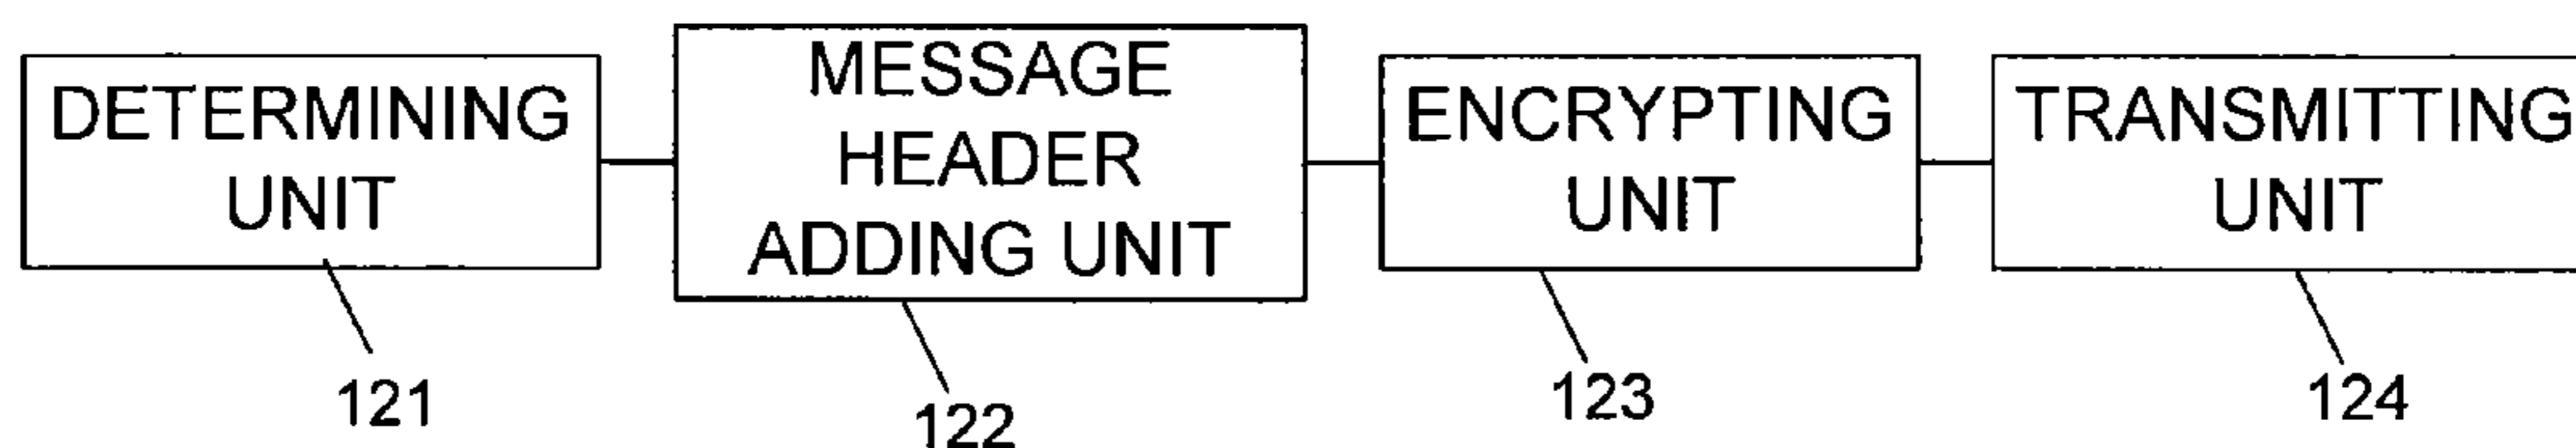 DETERMINING
UNIT
MESSAGE
HEADER
ADDING UNIT
ENCRYPTING
UNIT
TRANSMITTING
UNIT
121
122
123
124